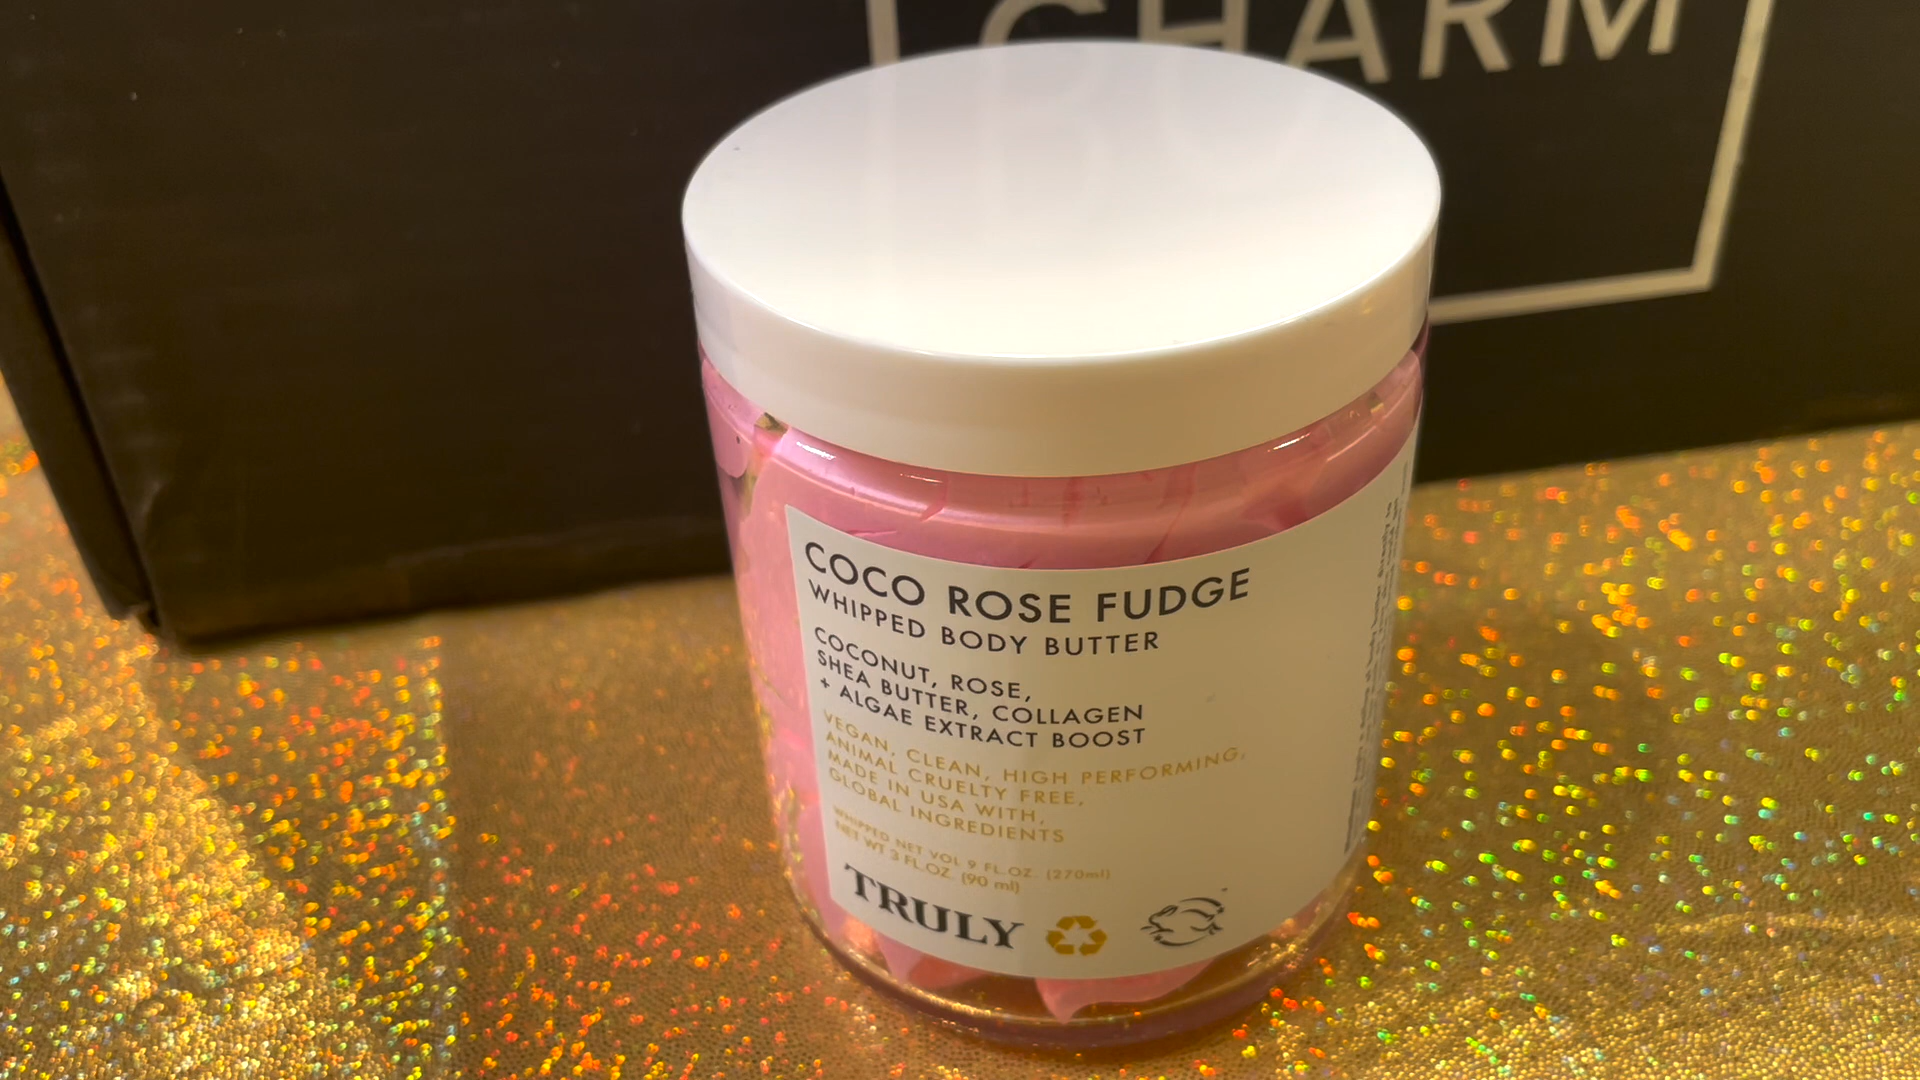 CHARM
COCO ROSE FUDGE
WHIPPED BODY BUTTER
COCONUT, ROSE,
SHEA BUTTER, COLLAGEN
+ ALGAE EXTRACT BOOST
VEGAN, CLEAN, HIGH PERFORMING,
ANIMAL CRUELTY FREE,
MADE IN USA WITH,
GLOBAL INGREDIENTS
WHIPPED NET VOL 9 FL.OZ. (270ml)
NET WT 3 FL.OZ. (90 ml)
TRULY